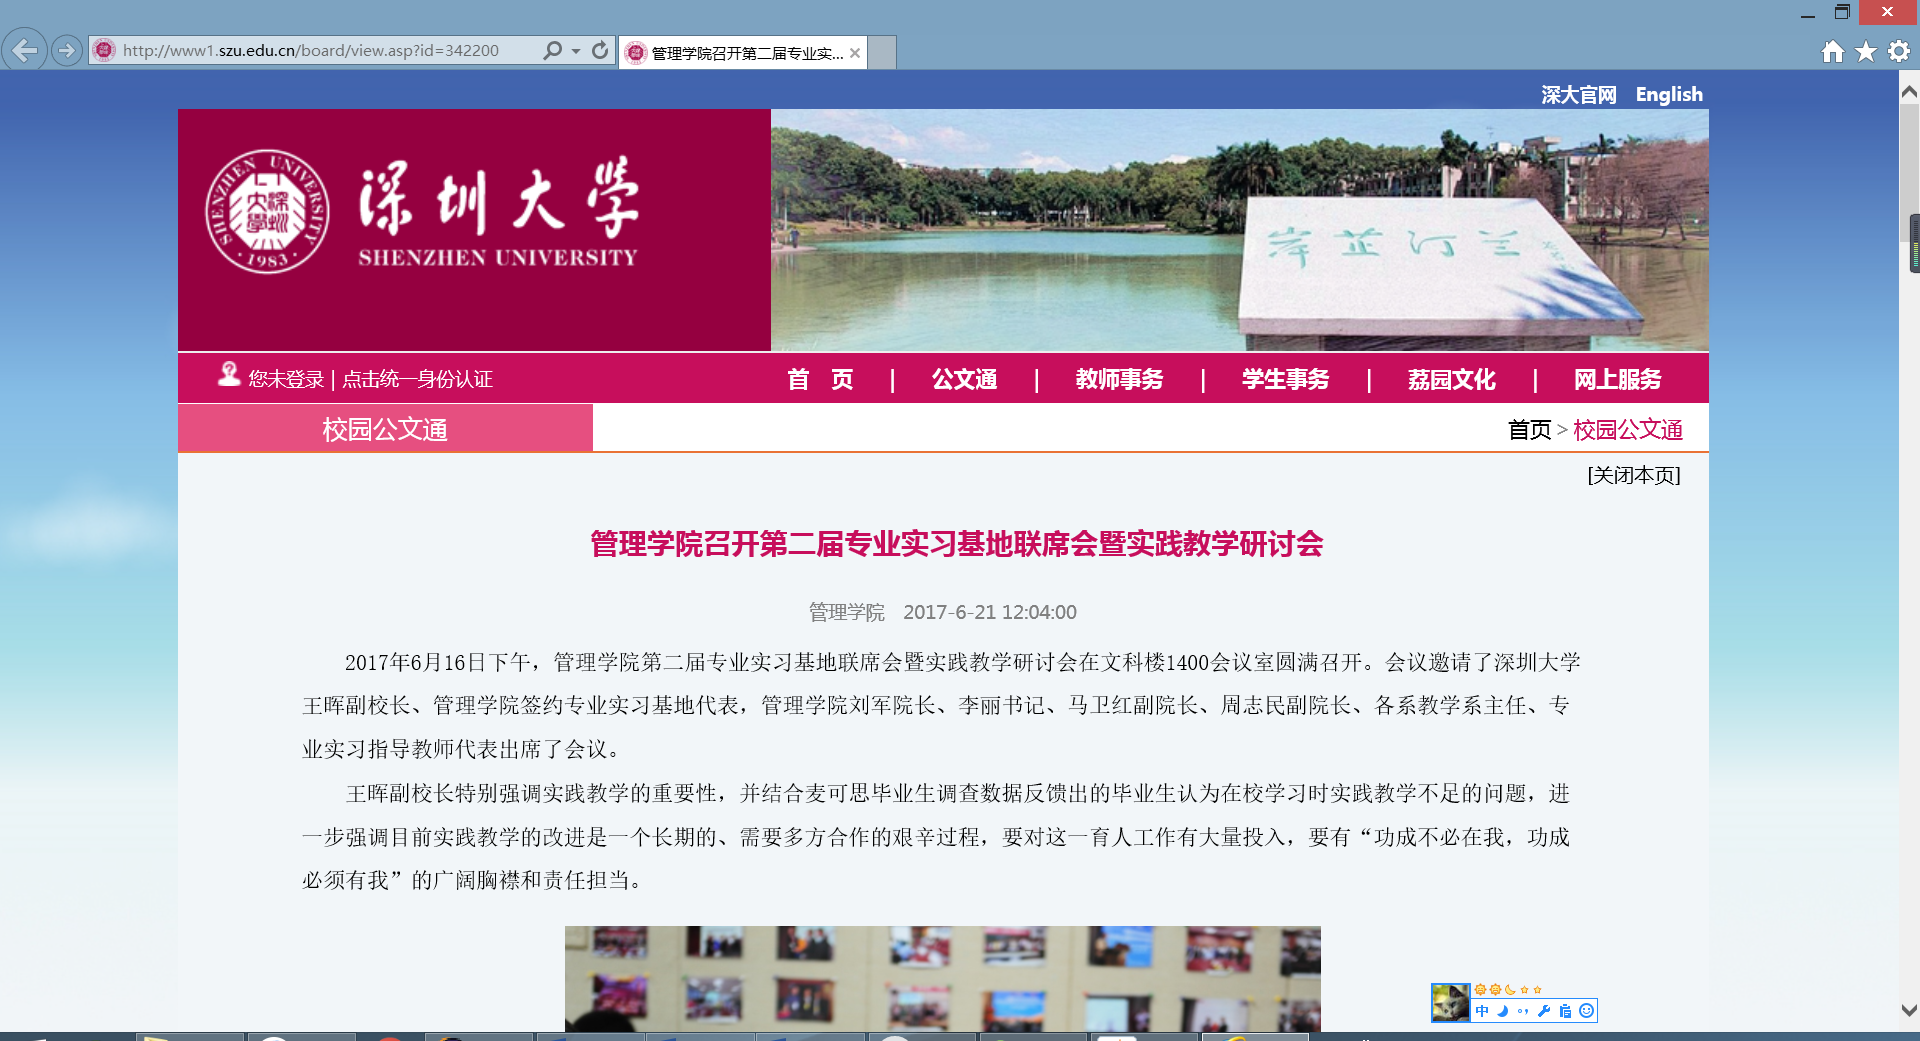 http://www1.szu.edu.cn/board/view.asp?id=342200
管理学院召开第二届专业实...
深大官网 English
SHENZHEN UNIVERSITY
·1983·
深圳大學
SHENZHEN UNIVERSITY
您未登录 | 点击统一身份认证
首 页 | 公文通 | 教师事务 | 学生事务 | 荔园文化 | 网上服务
校园公文通
首页 > 校园公文通
[关闭本页]
管理学院召开第二届专业实习基地联席会暨实践教学研讨会
管理学院 2017-6-21 12:04:00
2017年6月16日下午，管理学院第二届专业实习基地联席会暨实践教学研讨会在文科楼1400会议室圆满召开。会议邀请了深圳大学
王晖副校长、管理学院签约专业实习基地代表，管理学院刘军院长、李丽书记、马卫红副院长、周志民副院长、各系教学系主任、专
业实习指导教师代表出席了会议。
王晖副校长特别强调实践教学的重要性，并结合麦可思毕业生调查数据反馈出的毕业生认为在校学习时实践教学不足的问题，进
一步强调目前实践教学的改进是一个长期的、需要多方合作的艰辛过程，要对这一育人工作有大量投入，要有“功成不必在我，功成
必须有我”的广阔胸襟和责任担当。
中